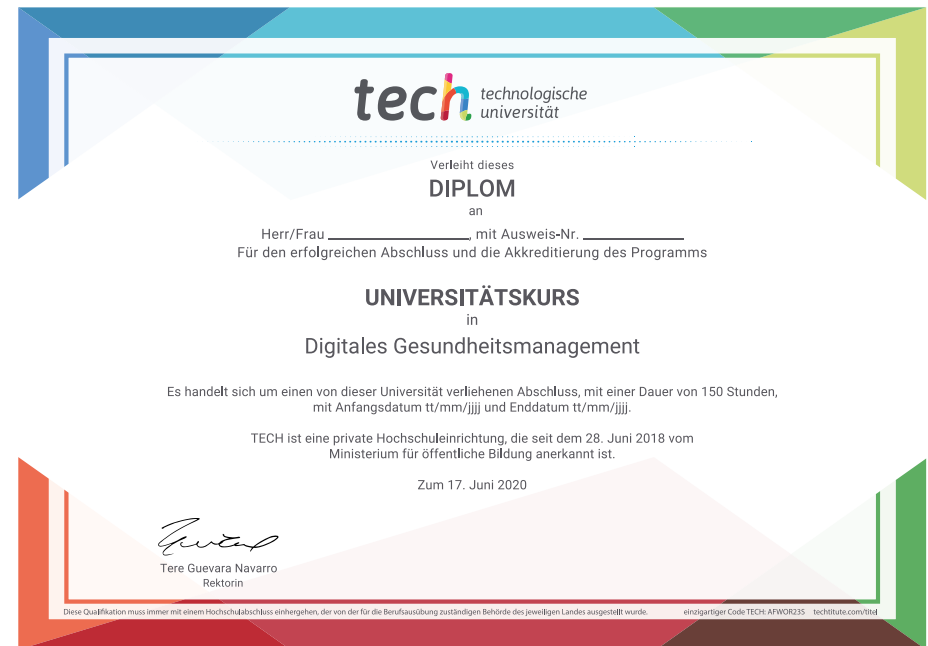 tech technologische
universität
Verleiht dieses
DIPLOM
an
Herr/Frau ________________, mit Ausweis-Nr. ____________
Für den erfolgreichen Abschluss und die Akkreditierung des Programms
UNIVERSITÄTSKURS
in
Digitales Gesundheitsmanagement
Es handelt sich um einen von dieser Universität verliehenen Abschluss, mit einer Dauer von 150 Stunden,
mit Anfangsdatum tt/mm/jjjj und Enddatum tt/mm/jjjj.
TECH ist eine private Hochschuleinrichtung, die seit dem 28. Juni 2018 vom
Ministerium für öffentliche Bildung anerkannt ist.
Zum 17. Juni 2020
Tere Guevara Navarro
Rektorin
Diese Qualifikation muss immer mit einem Hochschulabschluss einhergehen, der von der für die Berufsausübung zuständigen Behörde des jeweiligen Landes ausgestellt wurde. einzigartiger Code TECH: AFWOR23S techtitute.com/titel